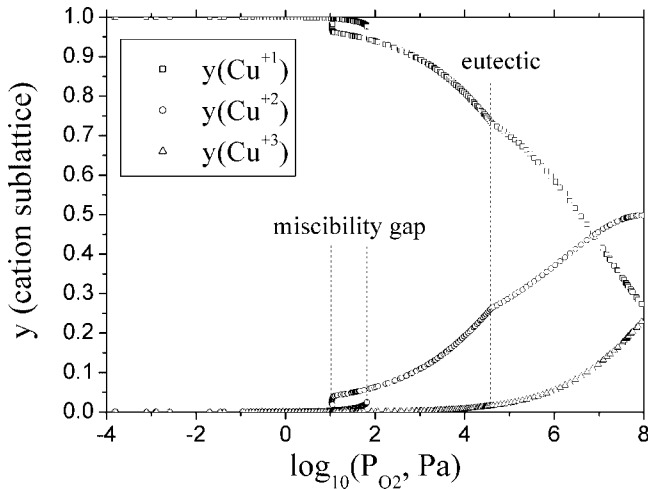 1.0
0.9
0.8
0.7
0.6
0.5
0.4
0.3
0.2
0.1
0.0
y (cation sublattice)
y(Cu+1)
y(Cu+2)
y(Cu+3)
eutectic
miscibility gap
-4 -2 0 2 4 6 8
log10(PO2, Pa)